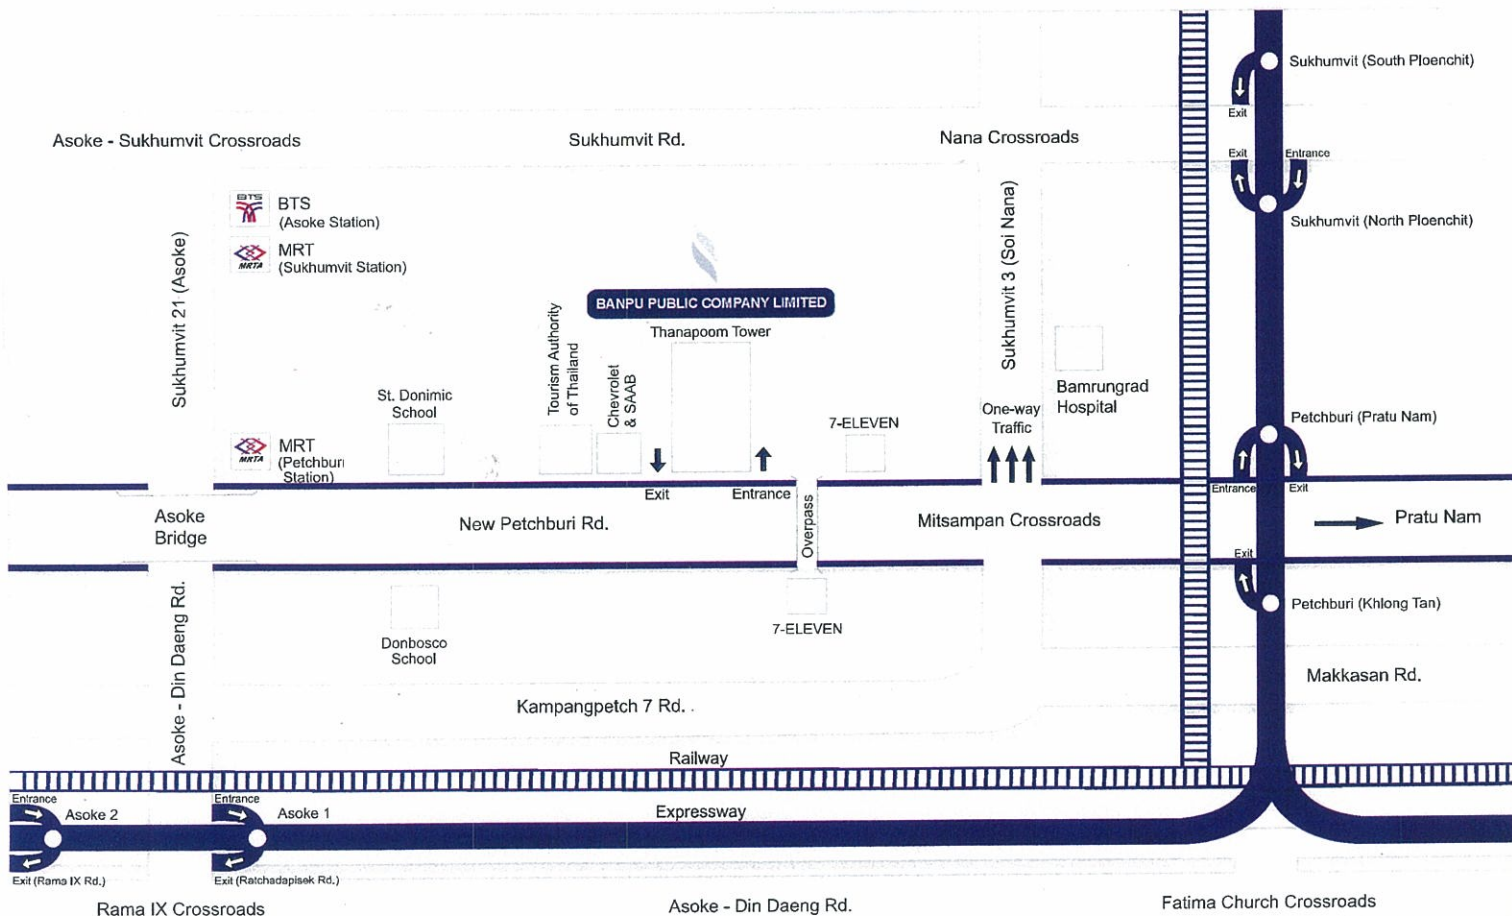 Sukhumvit (South Ploenchit)
Exit
Asoke - Sukhumvit Crossroads
Sukhumvit Rd.
Nana Crossroads
Exit
Entrance
Sukhumvit (North Ploenchit)
BTS
BTS
(Asoke Station)
MRTA
MRT
(Sukhumvit Station)
Sukhumvit 21 (Asoke)
BANPU PUBLIC COMPANY LIMITED
Thanapoom Tower
Sukhumvit 3 (Soi Nana)
Tourism Authority
of Thailand
Chevrolet
& SAAB
St. Donimic
School
7-ELEVEN
One-way
Traffic
Bamrungrad
Hospital
Petchburi (Pratu Nam)
MRTA
MRT
(Petchburi
Station)
Exit
Entrance
Entrance
Exit
Asoke
Bridge
New Petchburi Rd.
Overpass
Mitsampan Crossroads
Pratu Nam
Exit
Petchburi (Khlong Tan)
Asoke - Din Daeng Rd.
Donbosco
School
7-ELEVEN
Makkasan Rd.
Kampangpetch 7 Rd.
Railway
Entrance
Asoke 2
Entrance
Asoke 1
Expressway
Exit (Rama IX Rd.)
Exit (Ratchadapisek Rd.)
Rama IX Crossroads
Asoke - Din Daeng Rd.
Fatima Church Crossroads